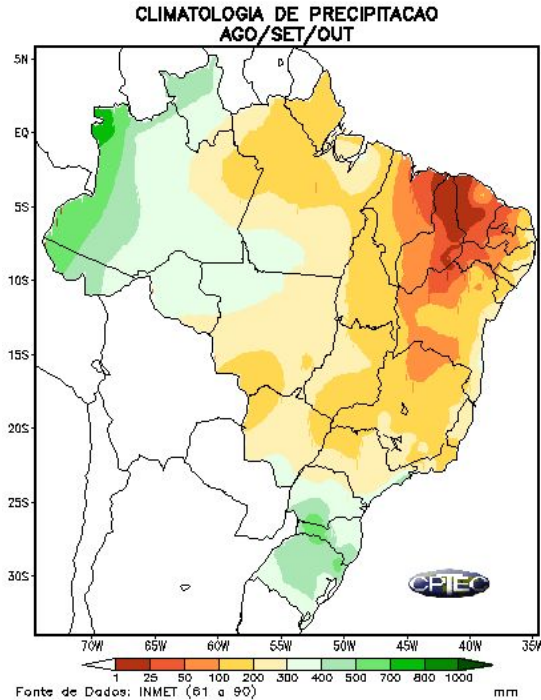 CLIMATOLOGIA DE PRECIPITACAO
AGO/SET/OUT
5N
EQ
5S
10S
15S
20S
25S
30S
CPTEC
70W 65W 60W 55W 50W 45W 40W 35W
1 25 50 100 200 300 400 500 700 800 1000
Fonte de Dados: INMET (61 a 90) mm